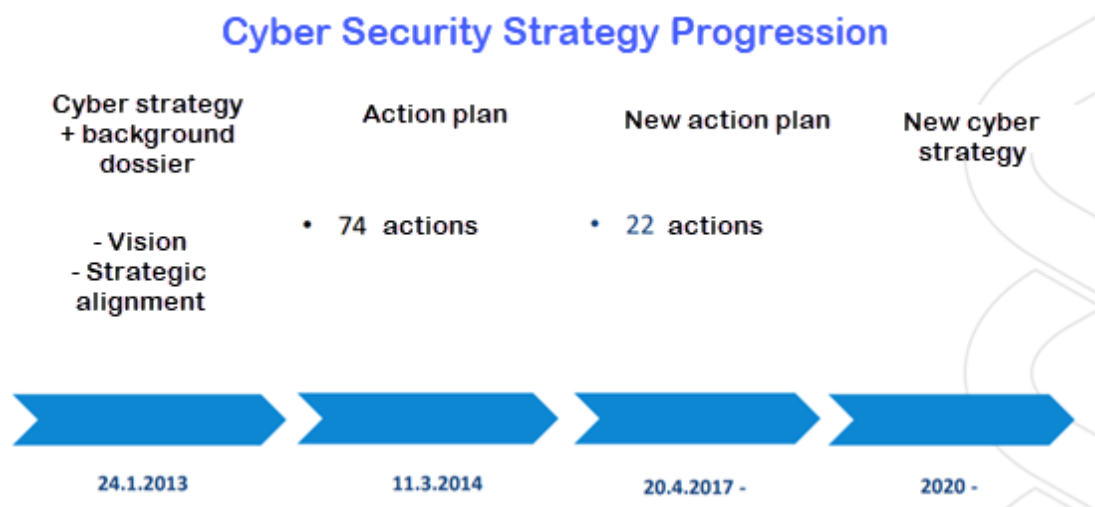 Cyber Security Strategy Progression
Cyber strategy
+ background
dossier
- Vision
- Strategic
alignment
Action plan
• 74 actions
New action plan
• 22 actions
New cyber
strategy
24.1.2013
11.3.2014
20.4.2017 -
2020 -